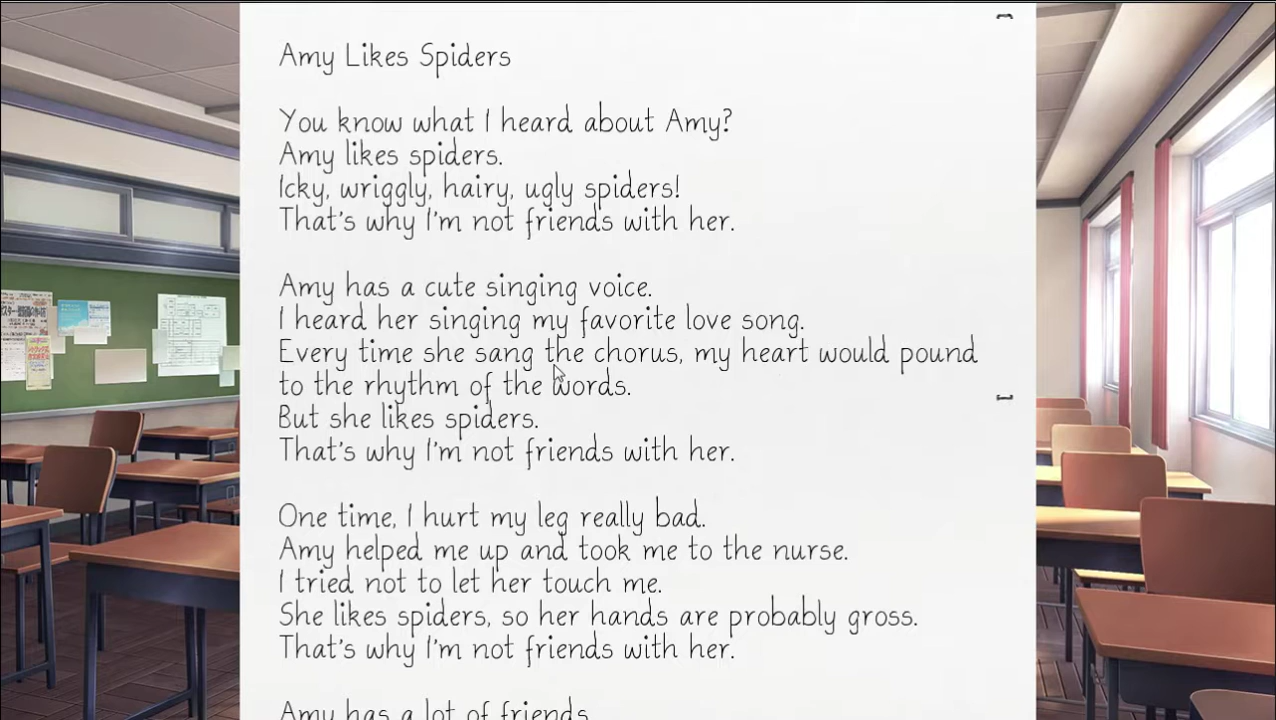 Amy Likes Spiders
You know what I heard about Amy?
Amy likes spiders.
Icky, wriggly, hairy, ugly spiders!
That's why I'm not friends with her.
Amy has a cute singing voice.
I heard her singing my favorite love song.
Every time she sang the chorus, my heart would pound
to the rhythm of the words.
But she likes spiders.
That's why I'm not friends with her.
One time, I hurt my leg really bad.
Amy helped me up and took me to the nurse.
I tried not to let her touch me.
She likes spiders, so her hands are probably gross.
That's why I'm not friends with her.
Amy has a lot of friends.